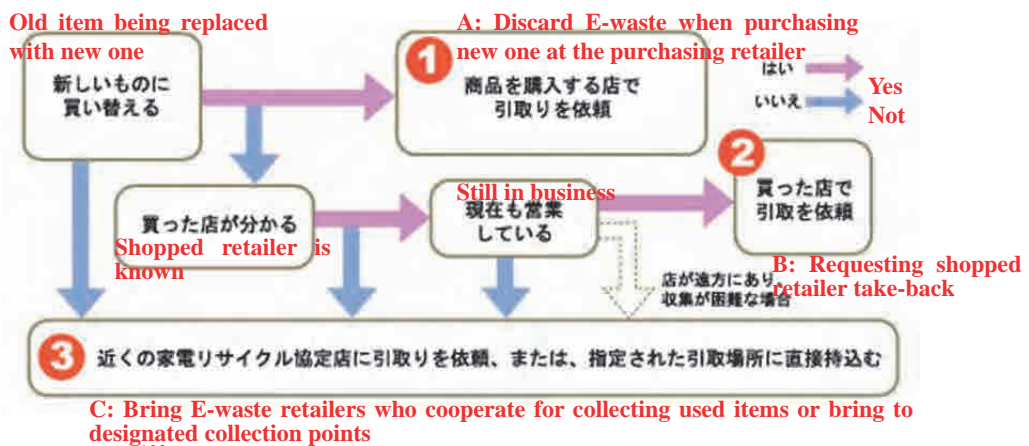 Old item being replaced
with new one
新しいものに
買い替える
A: Discard E-waste when purchasing
new one at the purchasing retailer
1
商品を購入する店で
引取りを依頼
はい
いいえ
Yes
Not
2
買った店で
引取を依頼
B: Requesting shopped
retailer take-back
買った店が分かる
Shopped retailer is
known
Still in business
現在も営業
している
店が遠方にあり、
収集が困難な場合
3
近くの家電リサイクル協定店に引取りを依頼、または、指定された引取場所に直接持込む
C: Bring E-waste retailers who cooperate for collecting used items or bring to
designated collection points